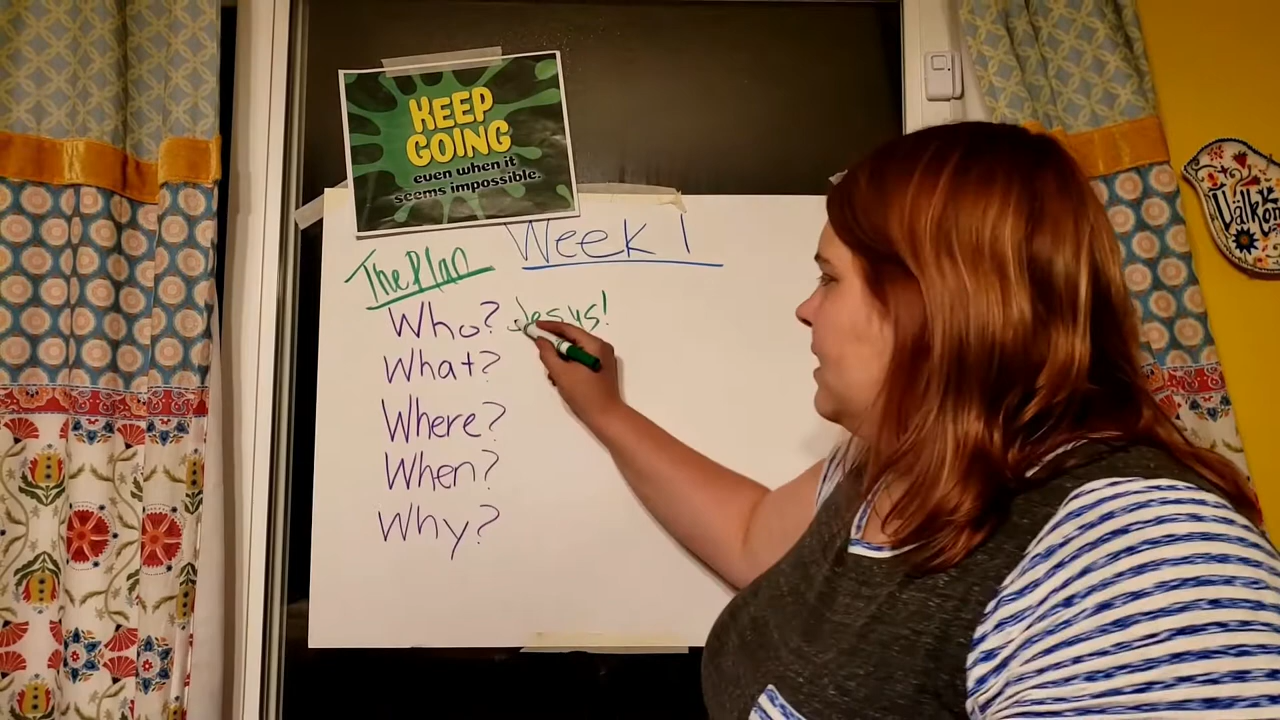 KEEP
GOING
even when it
seems impossible.
Week 1
The Plan
Who? Jesus!
What?
Where?
When?
Why?